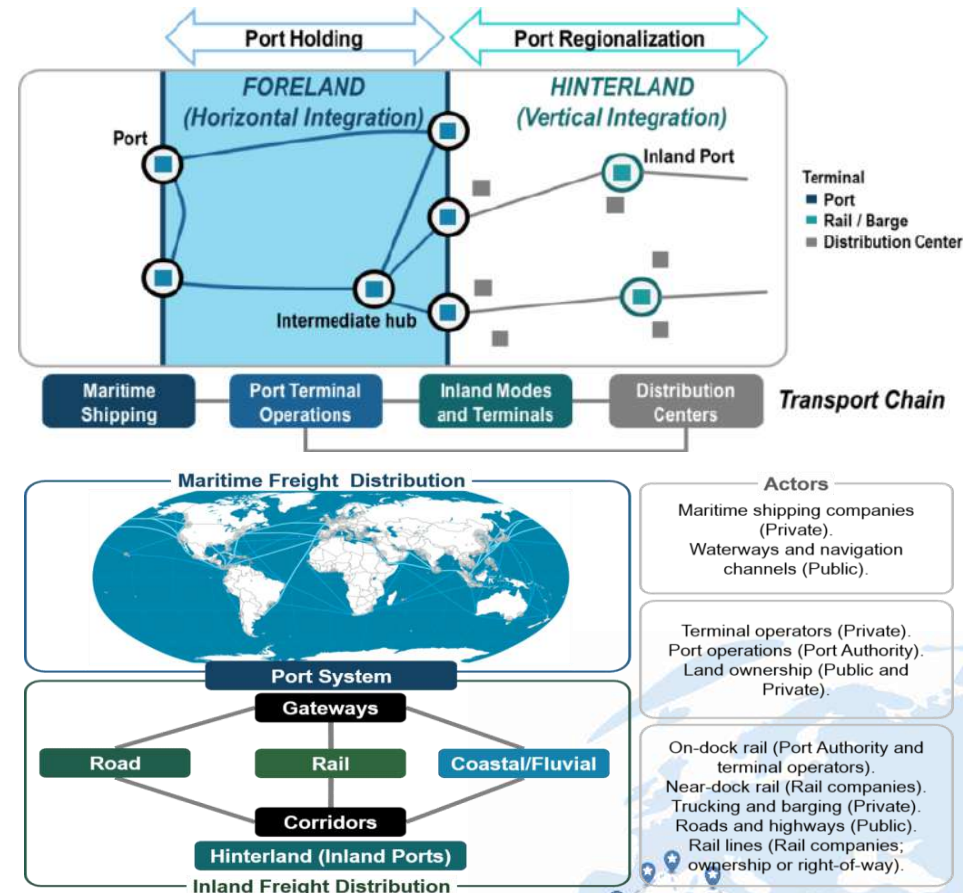 Port Holding
Port Regionalization
FORELAND
(Horizontal Integration)
HINTERLAND
(Vertical Integration)
Port
Inland Port
Intermediate hub
Terminal
Port
Rail / Barge
Distribution Center
Maritime
Shipping
Port Terminal
Operations
Inland Modes
and Terminals
Distribution
Centers
Transport Chain
Maritime Freight Distribution
Port System
Gateways
Road
Rail
Coastal/Fluvial
Corridors
Hinterland (Inland Ports)
Inland Freight Distribution
Actors
Maritime shipping companies
(Private).
Waterways and navigation
channels (Public).
Terminal operators (Private).
Port operations (Port Authority).
Land ownership (Public and
Private).
On-dock rail (Port Authority and
terminal operators).
Near-dock rail (Rail companies).
Trucking and barging (Private).
Roads and highways (Public).
Rail lines (Rail companies;
ownership or right-of-way).